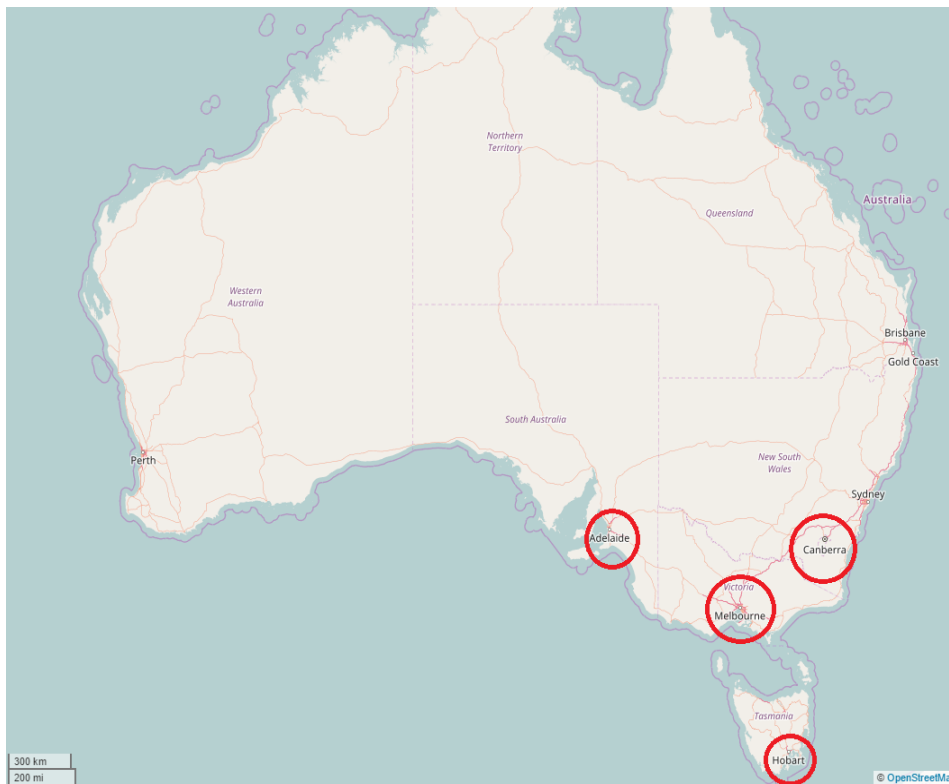 Northern
Territory
Australia
Queensland
Western
Australia
Brisbane
Gold Coast
South Australia
Perth
New South
Wales
Sydney
Adelaide
Canberra
Victoria
Melbourne
Tasmania
Hobart
300 km
200 mi
© OpenStreetMa